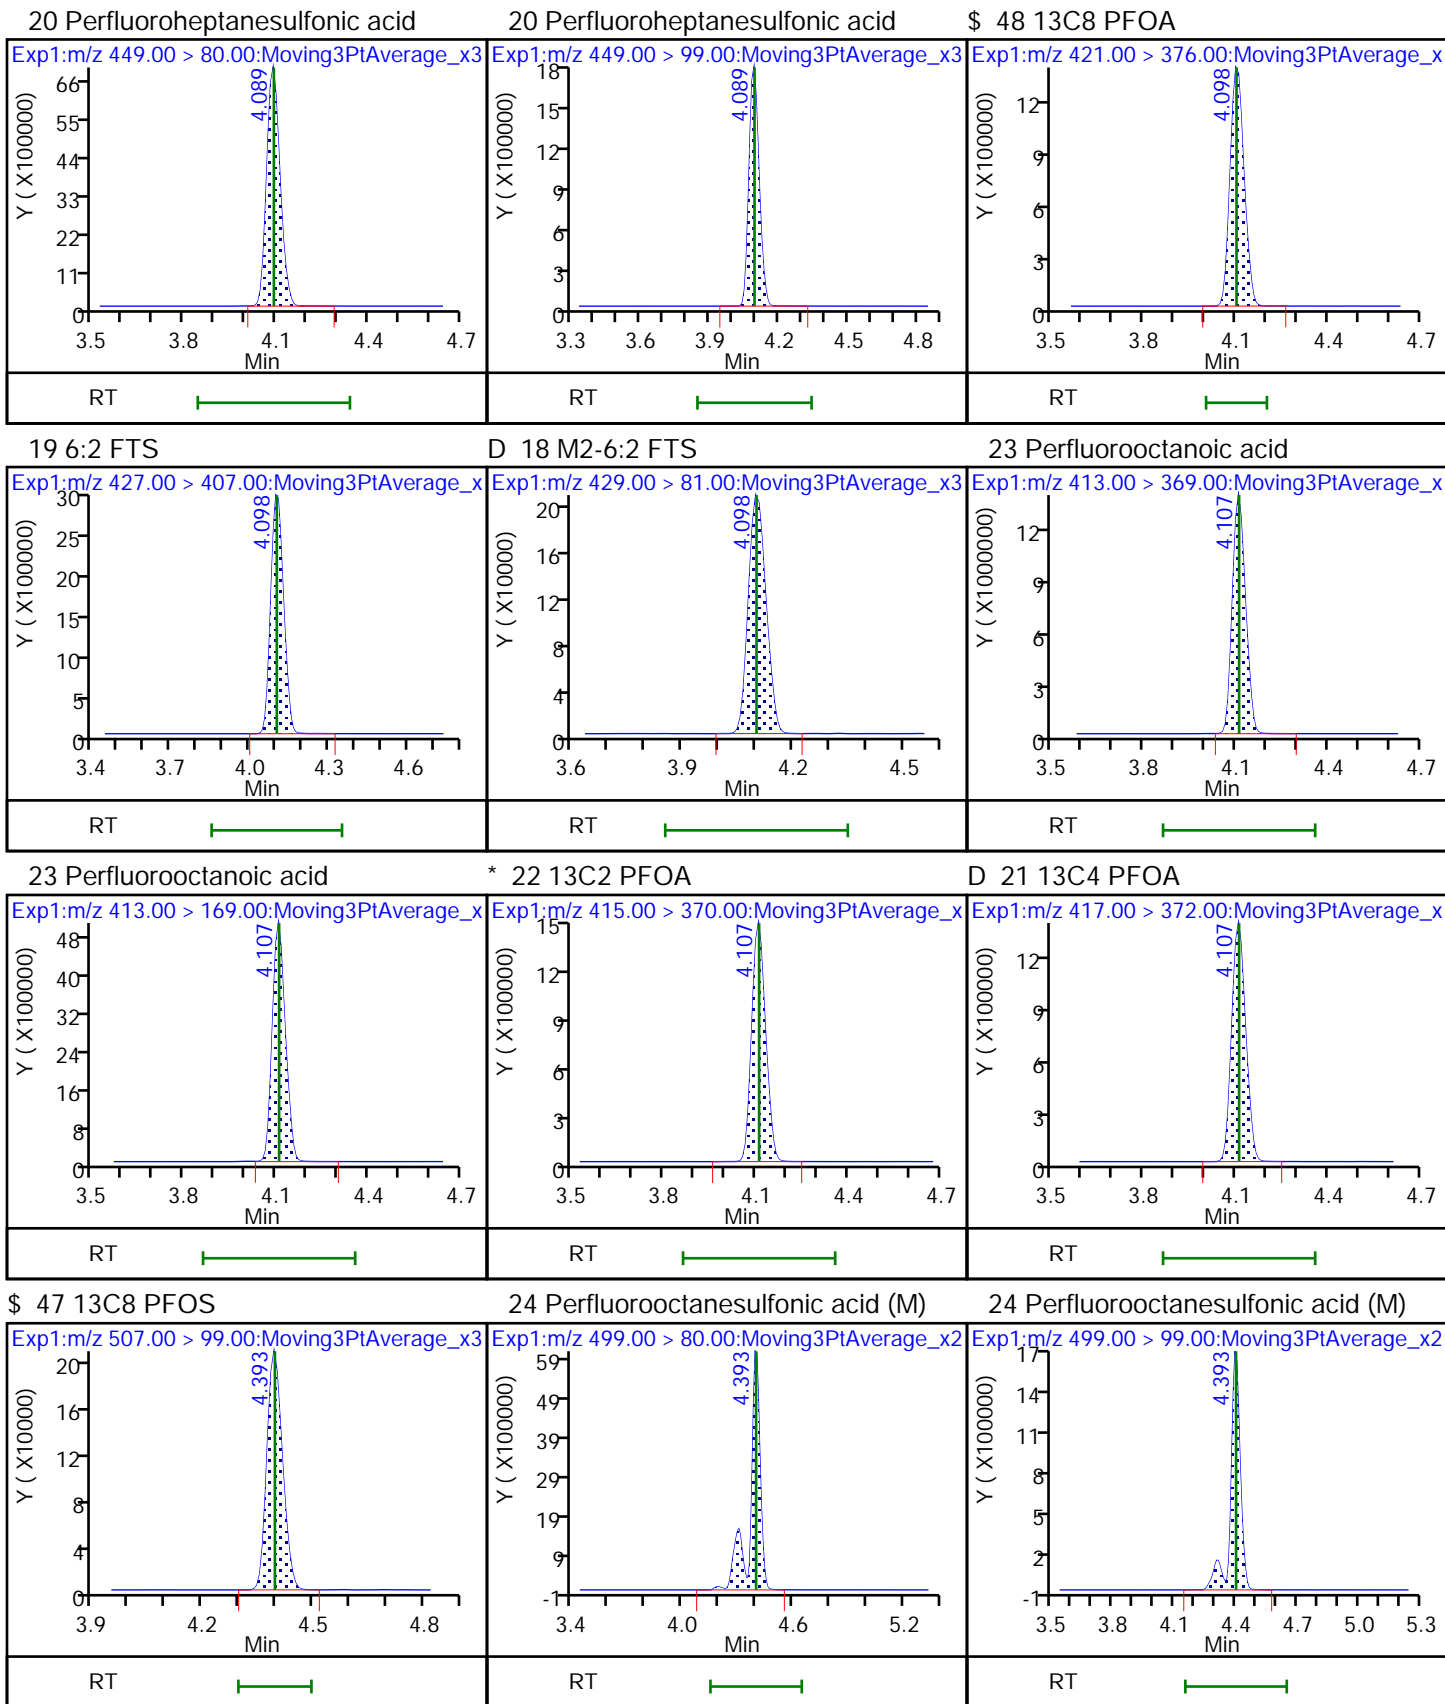 20 Perfluoroheptanesulfonic acid
Exp1:m/z 449.00 > 80.00:Moving3PtAverage_x3
4.089
Y ( X100000)
66
55
44
33
22
11
0
3.5 3.8 4.1 4.4 4.7
Min
RT
20 Perfluoroheptanesulfonic acid
Exp1:m/z 449.00 > 99.00:Moving3PtAverage_x3
4.089
Y ( X100000)
18
15
12
9
6
3
0
3.3 3.6 3.9 4.2 4.5 4.8
Min
RT
$ 48 13C8 PFOA
Exp1:m/z 421.00 > 376.00:Moving3PtAverage_x
4.098
Y ( X100000)
12
9
6
3
0
3.5 3.8 4.1 4.4 4.7
Min
RT
19 6:2 FTS
Exp1:m/z 427.00 > 407.00:Moving3PtAverage_x
4.098
Y ( X100000)
30
25
20
15
10
5
0
3.4 3.7 4.0 4.3 4.6
Min
RT
D 18 M2-6:2 FTS
Exp1:m/z 429.00 > 81.00:Moving3PtAverage_x3
4.098
Y ( X10000)
20
16
12
8
4
0
3.6 3.9 4.2 4.5
Min
RT
23 Perfluorooctanoic acid
Exp1:m/z 413.00 > 369.00:Moving3PtAverage_x
4.107
Y ( X1000000)
12
9
6
3
0
3.5 3.8 4.1 4.4 4.7
Min
RT
23 Perfluorooctanoic acid
Exp1:m/z 413.00 > 169.00:Moving3PtAverage_x
4.107
Y ( X100000)
48
40
32
24
16
8
0
3.5 3.8 4.1 4.4 4.7
Min
RT
* 22 13C2 PFOA
Exp1:m/z 415.00 > 370.00:Moving3PtAverage_x
4.107
Y ( X100000)
15
12
9
6
3
0
3.5 3.8 4.1 4.4 4.7
Min
RT
D 21 13C4 PFOA
Exp1:m/z 417.00 > 372.00:Moving3PtAverage_x
4.107
Y ( X100000)
12
9
6
3
0
3.5 3.8 4.1 4.4 4.7
Min
RT
$ 47 13C8 PFOS
Exp1:m/z 507.00 > 99.00:Moving3PtAverage_x3
4.393
Y ( X100000)
20
16
12
8
4
0
3.9 4.2 4.5 4.8
Min
RT
24 Perfluorooctanesulfonic acid (M)
Exp1:m/z 499.00 > 80.00:Moving3PtAverage_x2
4.393
Y ( X100000)
59
49
39
29
19
9
-1
3.4 4.0 4.6 5.2
Min
RT
24 Perfluorooctanesulfonic acid (M)
Exp1:m/z 499.00 > 99.00:Moving3PtAverage_x2
4.393
Y ( X100000)
17
14
11
8
5
2
-1
3.5 3.8 4.1 4.4 4.7 5.0 5.3
Min
RT